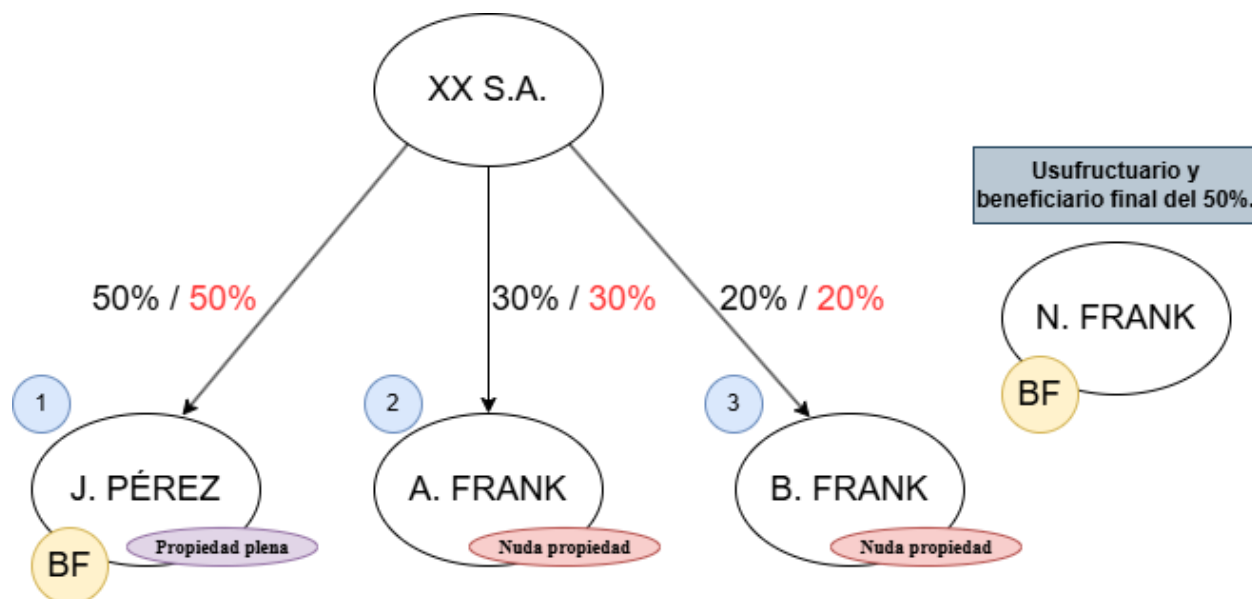 XX S.A.
Usufructuario y
beneficiario final del 50%.
50% / 50%
30% / 30%
20% / 20%
N. FRANK
BF
1
2
3
J. PÉREZ
A. FRANK
B. FRANK
Propiedad plena
Nuda propiedad
Nuda propiedad
BF